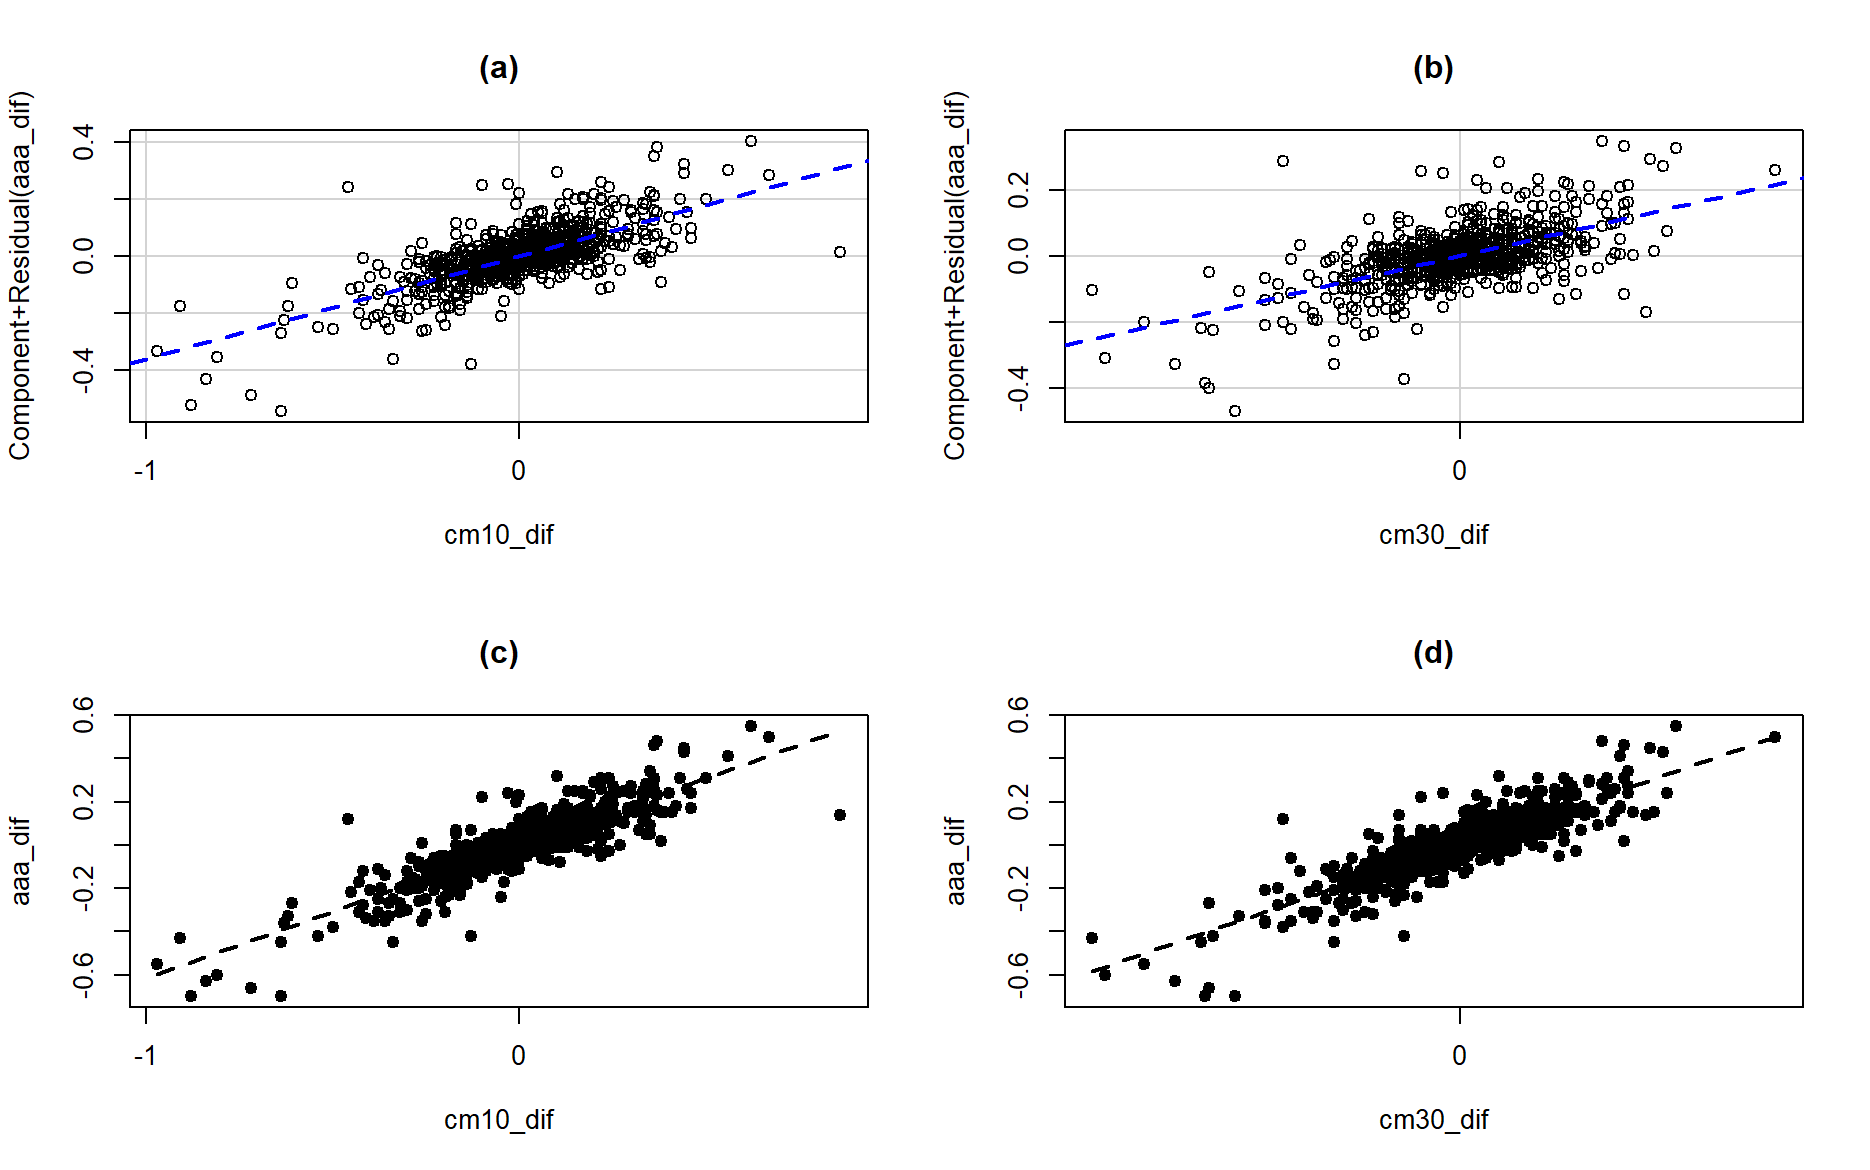 (a)
Component+Residual(aaa_dif)
0.4
0.0
-0.4
-1
0
cm10_dif
(b)
Component+Residual(aaa_dif)
0.2
0.0
-0.4
0
cm30_dif
(c)
aaa_dif
0.6
0.2
-0.2
-0.6
-1
0
cm10_dif
(d)
aaa_dif
0.6
0.2
-0.2
-0.6
0
cm30_dif